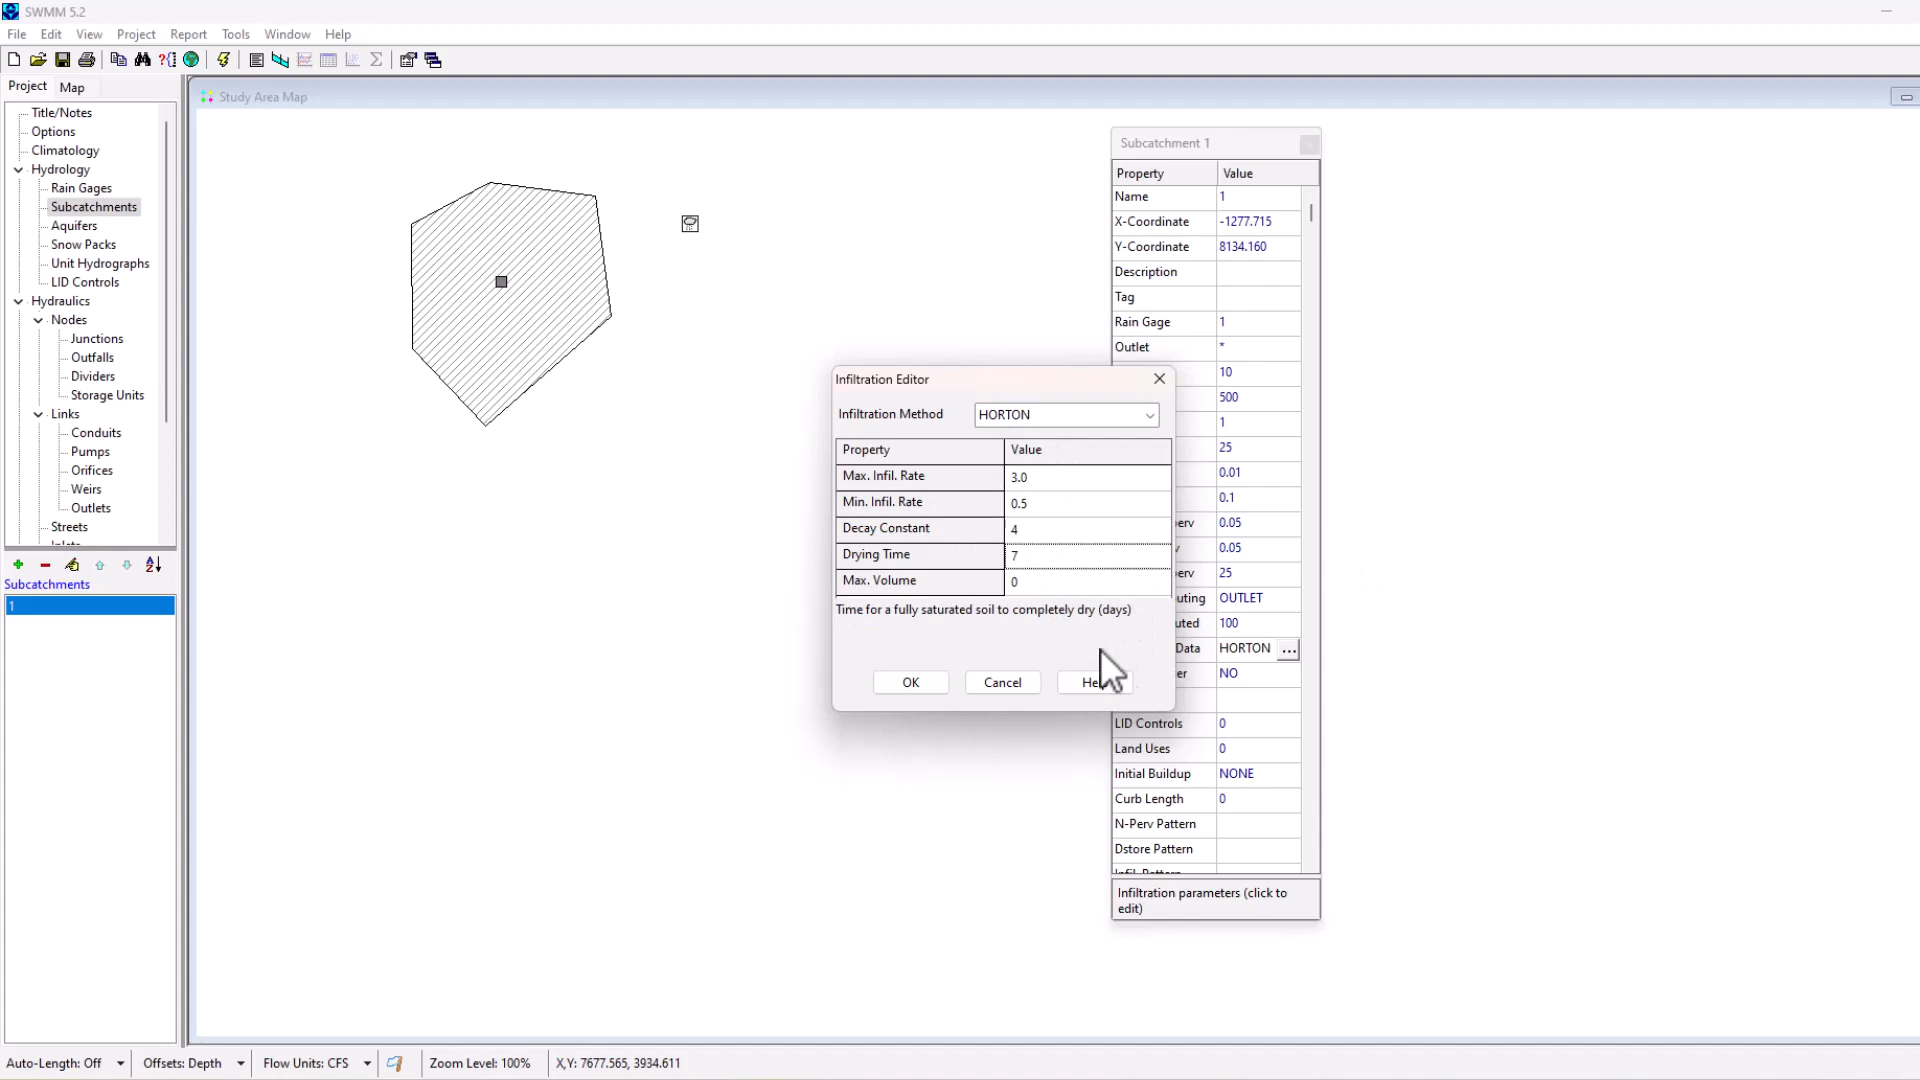 SWMM 5.2
File Edit View Project Report Tools Window Help
Project Map
Title/Notes
Options
Climatology
Hydrology
Rain Gages
Subcatchments
Aquifers
Snow Packs
Unit Hydrographs
LID Controls
Hydraulics
Nodes
Junctions
Outfalls
Dividers
Storage Units
Links
Conduits
Pumps
Orifices
Weirs
Outlets
Streets
Subcatchments
1
Study Area Map
Subcatchment 1
Property Value
Name 1
X-Coordinate -1277.715
Y-Coordinate 8134.160
Description
Tag
Rain Gage 1
Outlet *
10
500
1
25
0.01
0.1
erv 0.05
v 0.05
erv 25
uting OUTLET
uted 100
Data HORTON ...
er NO
LID Controls 0
Land Uses 0
Initial Buildup NONE
Curb Length 0
N-Perv Pattern
Dstore Pattern
Infil. Pattern
Infiltration parameters (click to
edit)
Infiltration Editor
Infiltration Method HORTON
Property Value
Max. Infil. Rate 3.0
Min. Infil. Rate 0.5
Decay Constant 4
Drying Time 7
Max. Volume 0
Time for a fully saturated soil to completely dry (days)
OK Cancel
Auto-Length: Off Offsets: Depth Flow Units: CFS Zoom Level: 100% X,Y: 7677.565, 3934.611